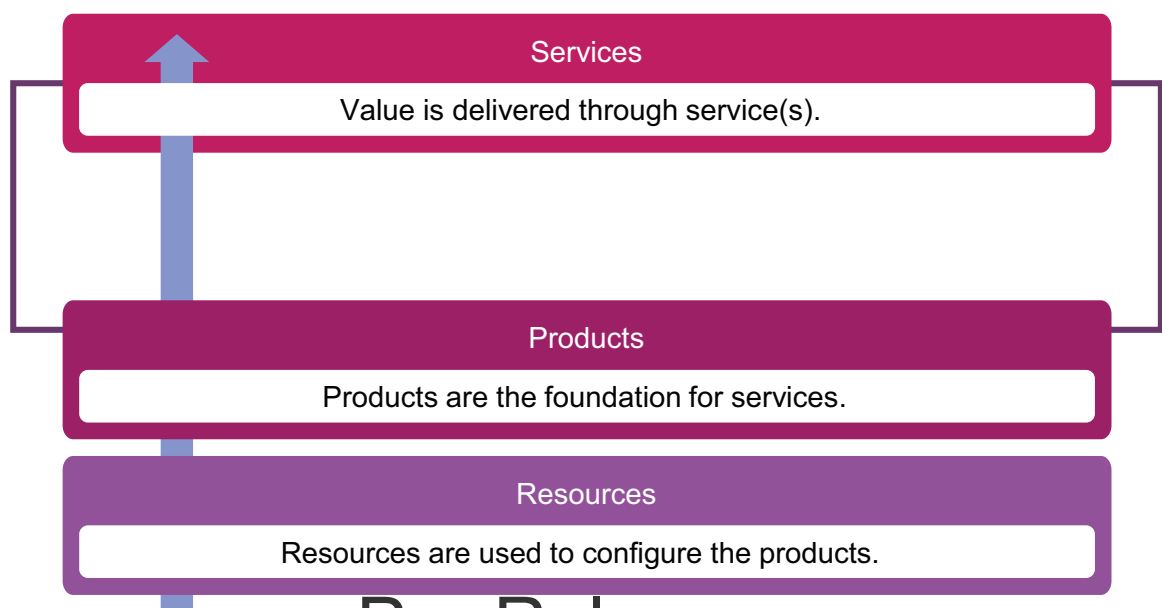 Services
Value is delivered through service(s).
Products
Products are the foundation for services.
Resources
Resources are used to configure the products.